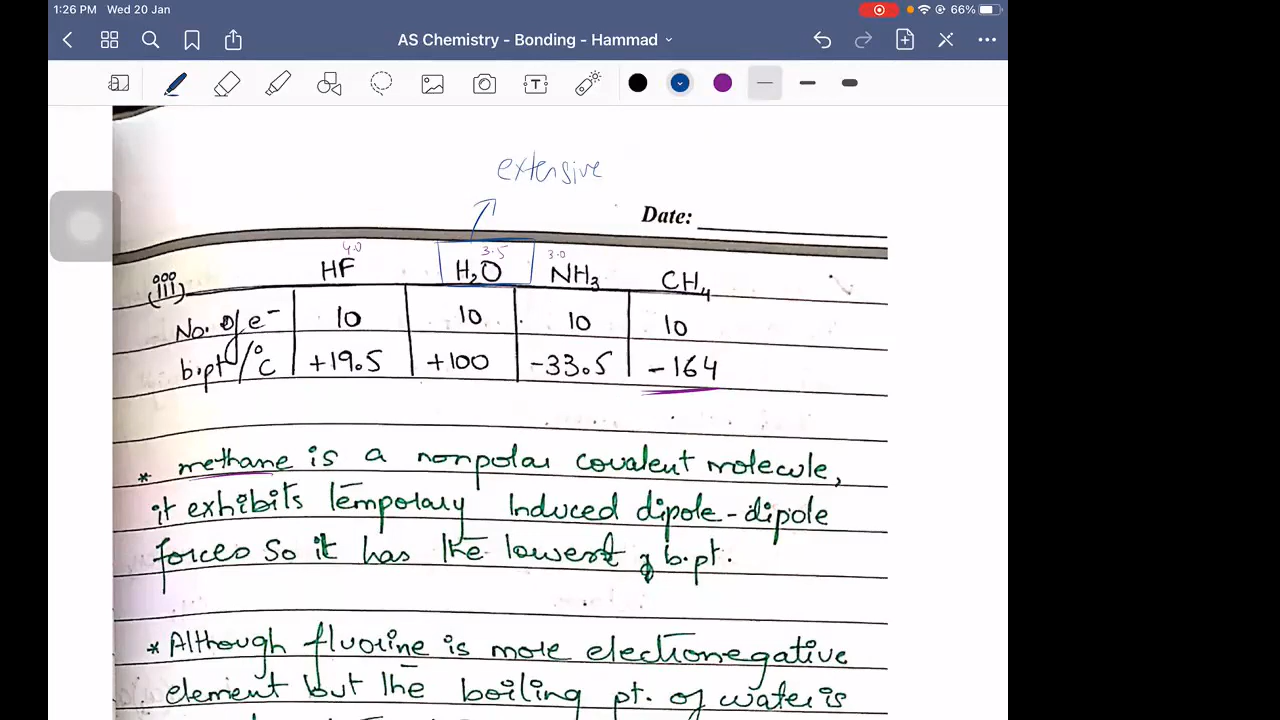 1:26 PM Wed 20 Jan
66%
AS Chemistry - Bonding - Hammad
extensive
Date:
4.0 3.5 3.0
(iii) HF H₂O NH₃ CH₄
No. of e⁻ 10 10 10 10
b.pt/°C +19.5 +100 -33.5 -164
* methane is a nonpolar covalent molecule,
it exhibits temporary Induced dipole-dipole
forces So it has the lowest b.pt.
* Although fluorine is more electronegative
element but the boiling pt. of water is